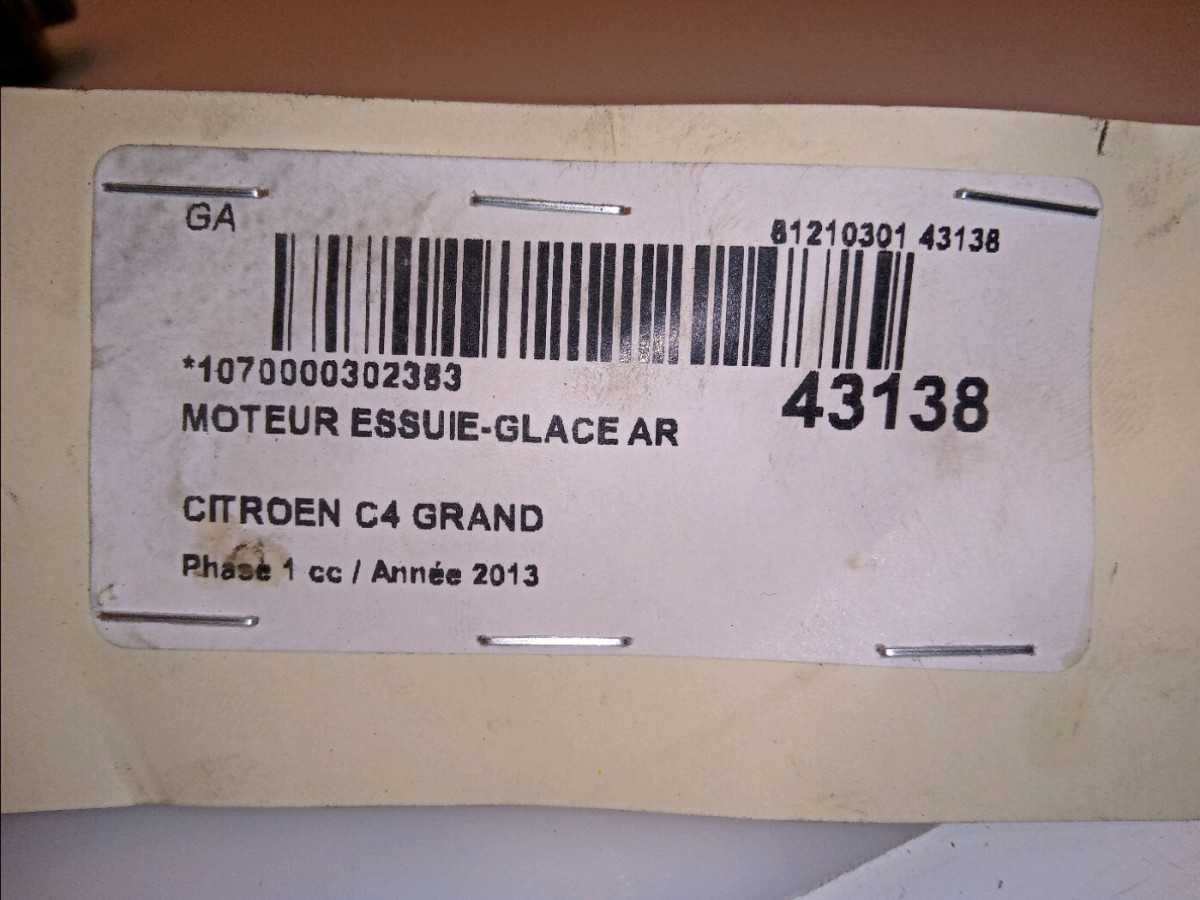 GA
81210301 43138
*1070000302383
43138
MOTEUR ESSUIE-GLACE AR
CITROEN C4 GRAND
Phase 1 cc / Année 2013